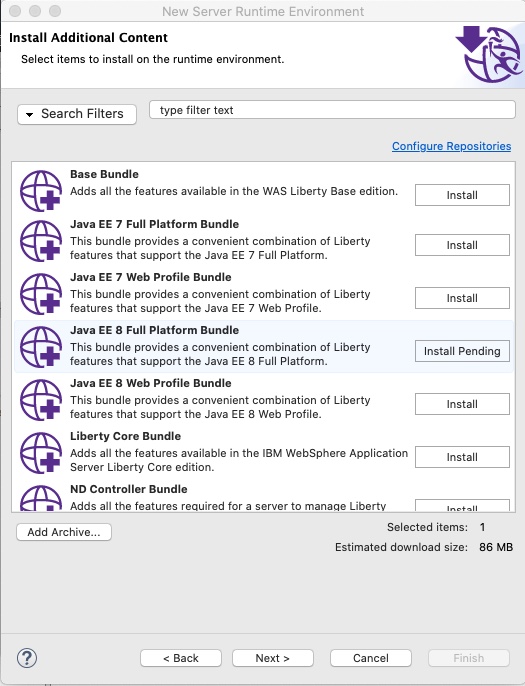 New Server Runtime Environment
Install Additional Content
Select items to install on the runtime environment.
Search Filters
type filter text
Configure Repositories
Base Bundle
Adds all the features available in the WAS Liberty Base edition.
Install
Java EE 7 Full Platform Bundle
This bundle provides a convenient combination of Liberty
features that support the Java EE 7 Full Platform.
Install
Java EE 7 Web Profile Bundle
This bundle provides a convenient combination of Liberty
features that support the Java EE 7 Web Profile.
Install
Java EE 8 Full Platform Bundle
This bundle provides a convenient combination of Liberty
features that support the Java EE 8 Full Platform.
Install Pending
Java EE 8 Web Profile Bundle
This bundle provides a convenient combination of Liberty
features that support the Java EE 8 Web Profile.
Install
Liberty Core Bundle
Adds all the features available in the IBM WebSphere Application
Server Liberty Core edition.
Install
ND Controller Bundle
Adds all the features required for a server to manage Liberty
Install
Add Archive...
Selected items: 1
Estimated download size: 86 MB
?
< Back
Next >
Cancel
Finish